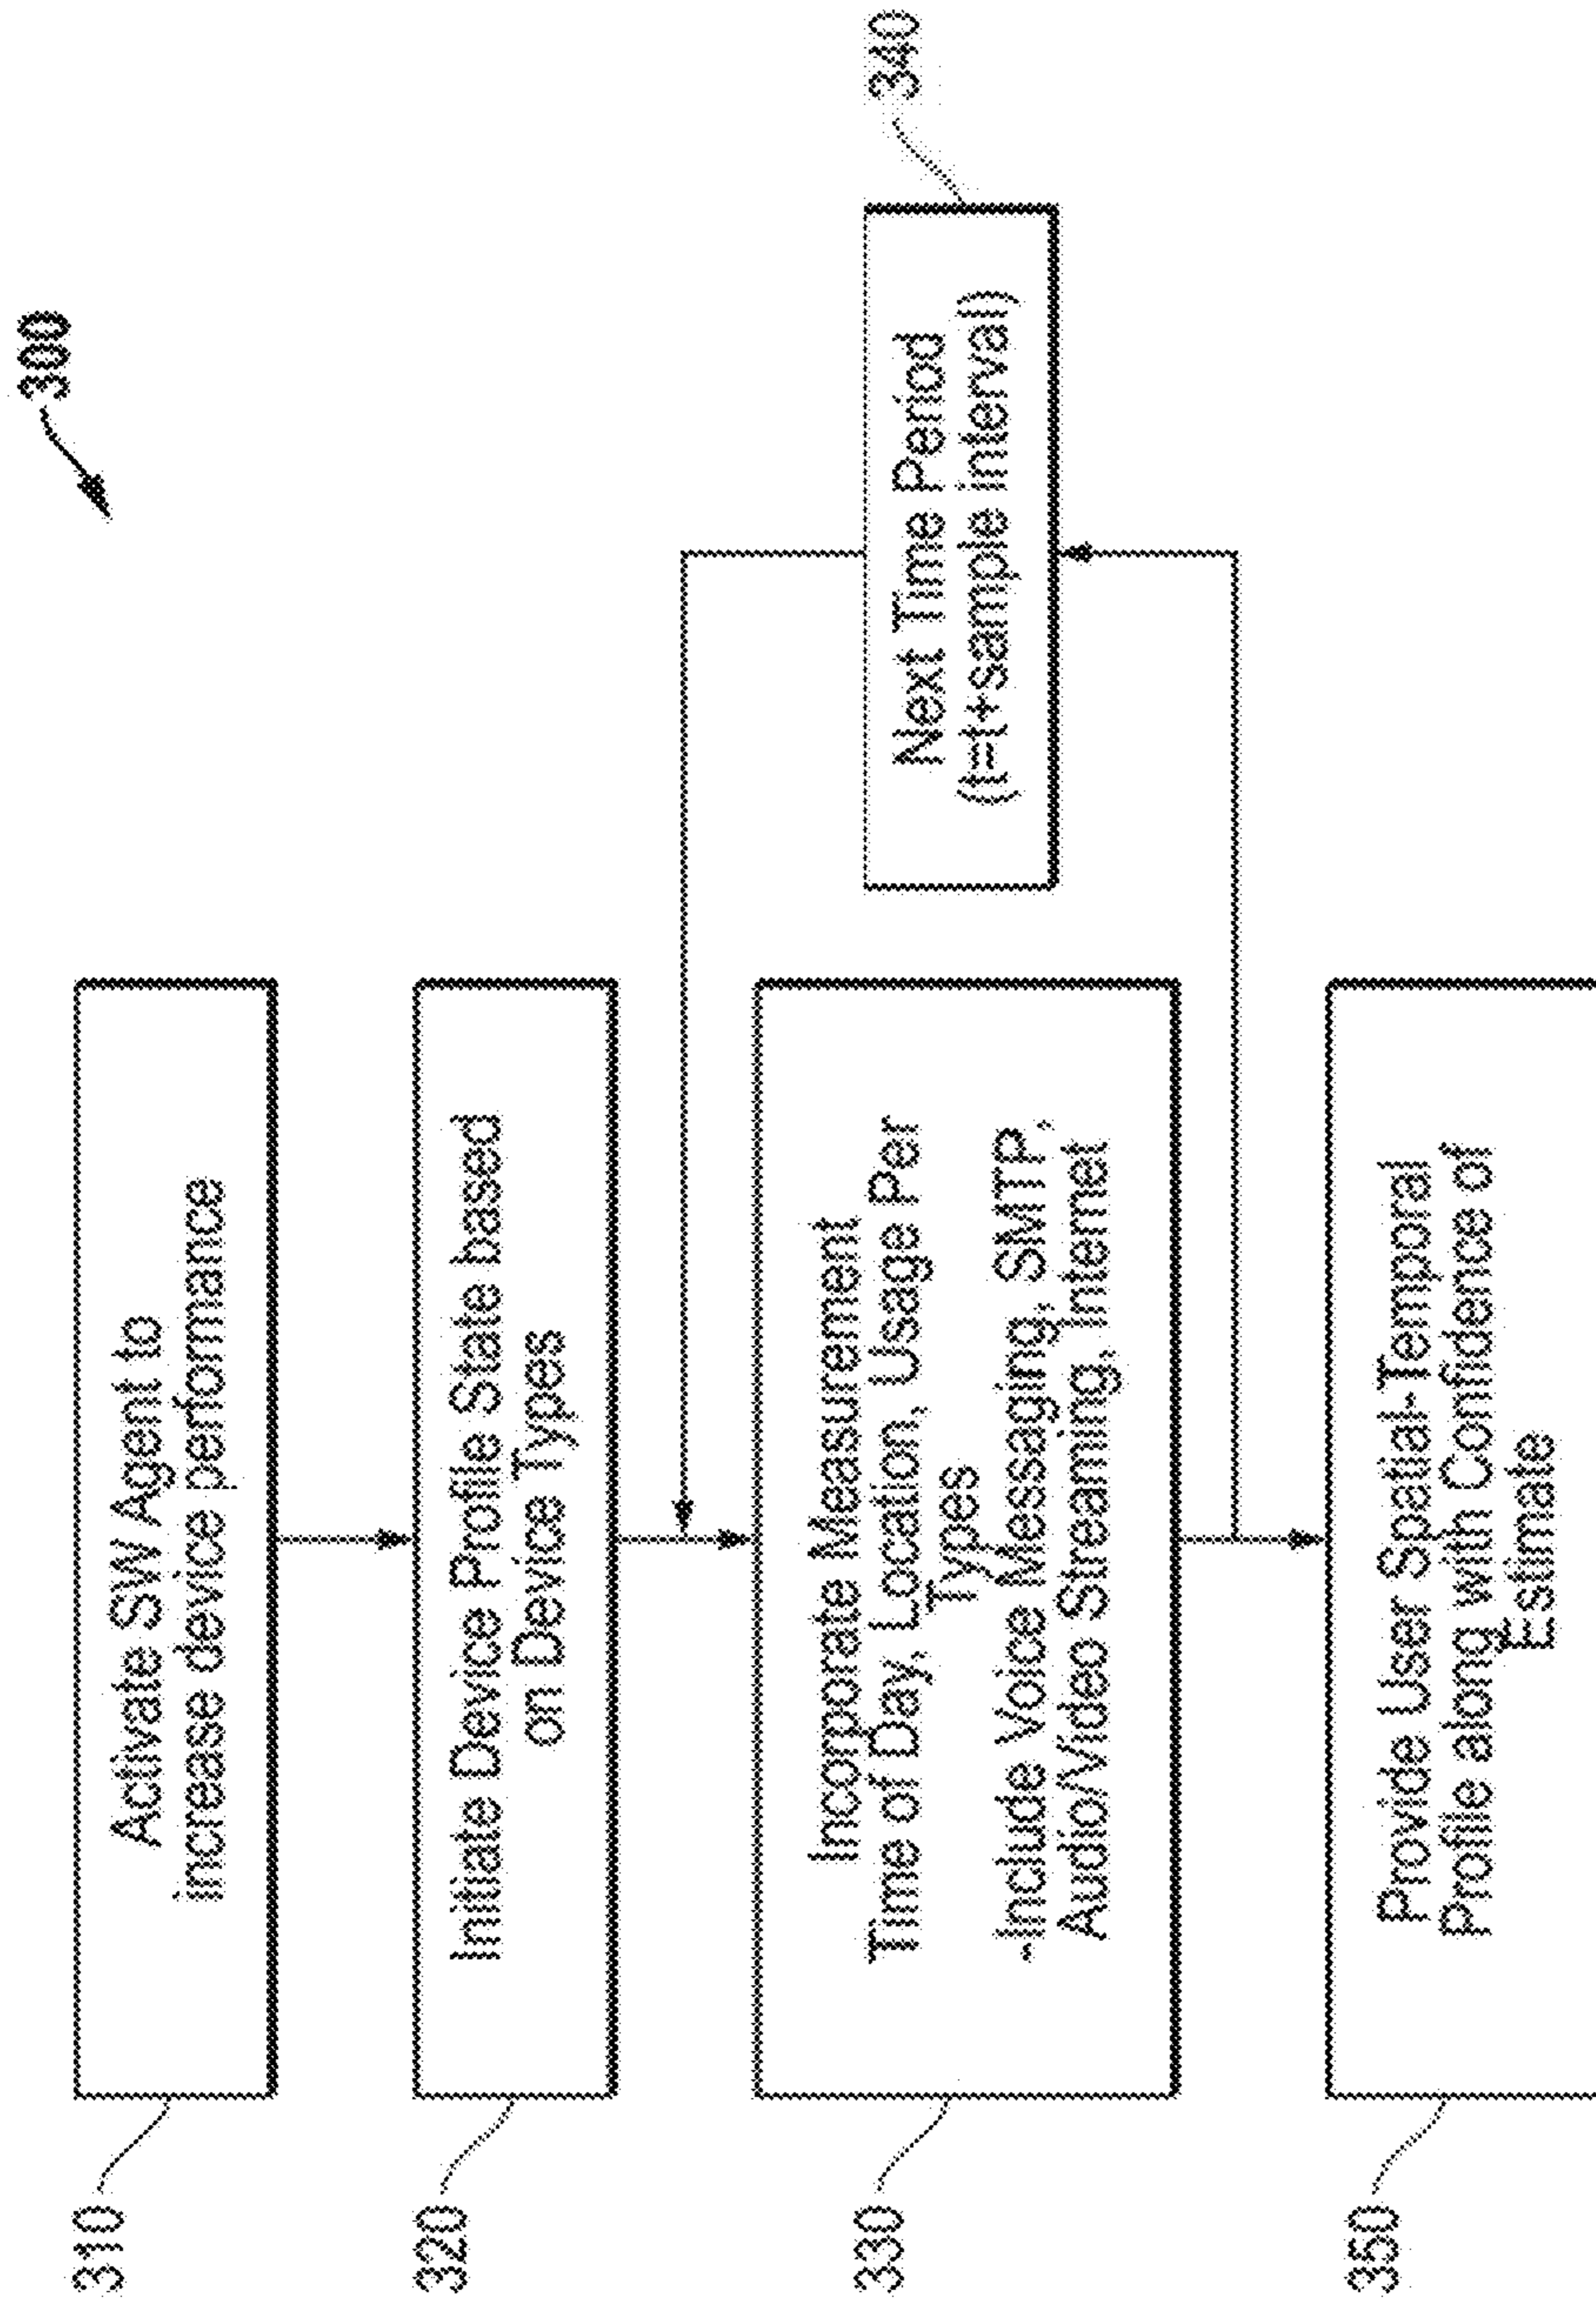 300
310
Activate SW Agent to
increase device performance
320
Initiate Device Profile State based
on Device Types
330
Incorporate Measurement
Time of Day, Location, Usage Per
Types
-Include Voice Messaging, SMTP,
Audio/Video Streaming, Internet
340
Next Time Period
(t=t+sample interval)
350
Provide User Spatial-Temporal
Profile along with Confidence of
Estimate